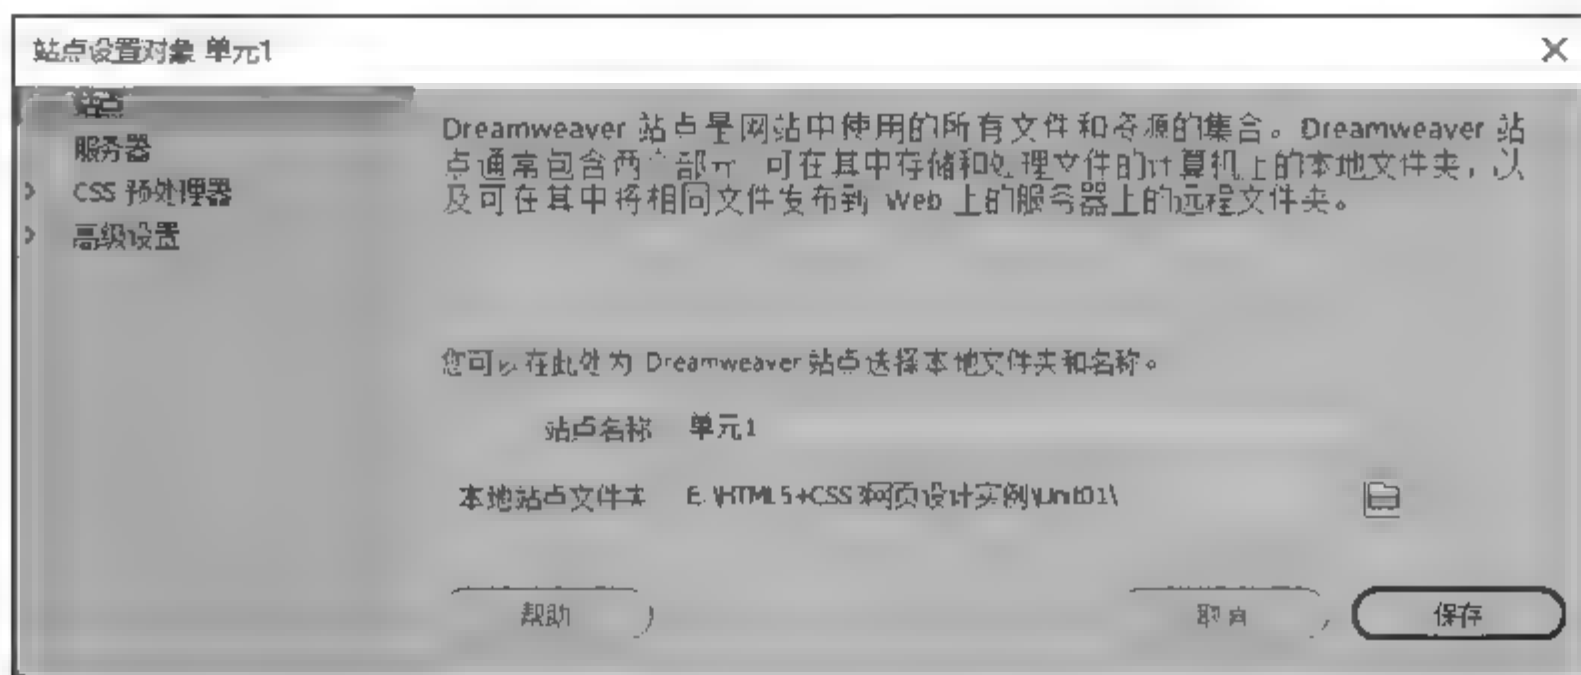 站点设置对象 单元1
站点
服务器
CSS 预处理器
高级设置
Dreamweaver 站点是网站中使用的所有文件和资源的集合。Dreamweaver 站
点通常包含两个部分 可在其中存储和处理文件的计算机上的本地文件夹，以
及可在其中将相同文件发布到 Web 上的服务器上的远程文件夹。
您可以在此处为 Dreamweaver 站点选择本地文件夹和名称。
站点名称 单元1
本地站点文件夹 E:\HTML5+CSS3网页设计实例\Unit01\
帮助 取消 保存